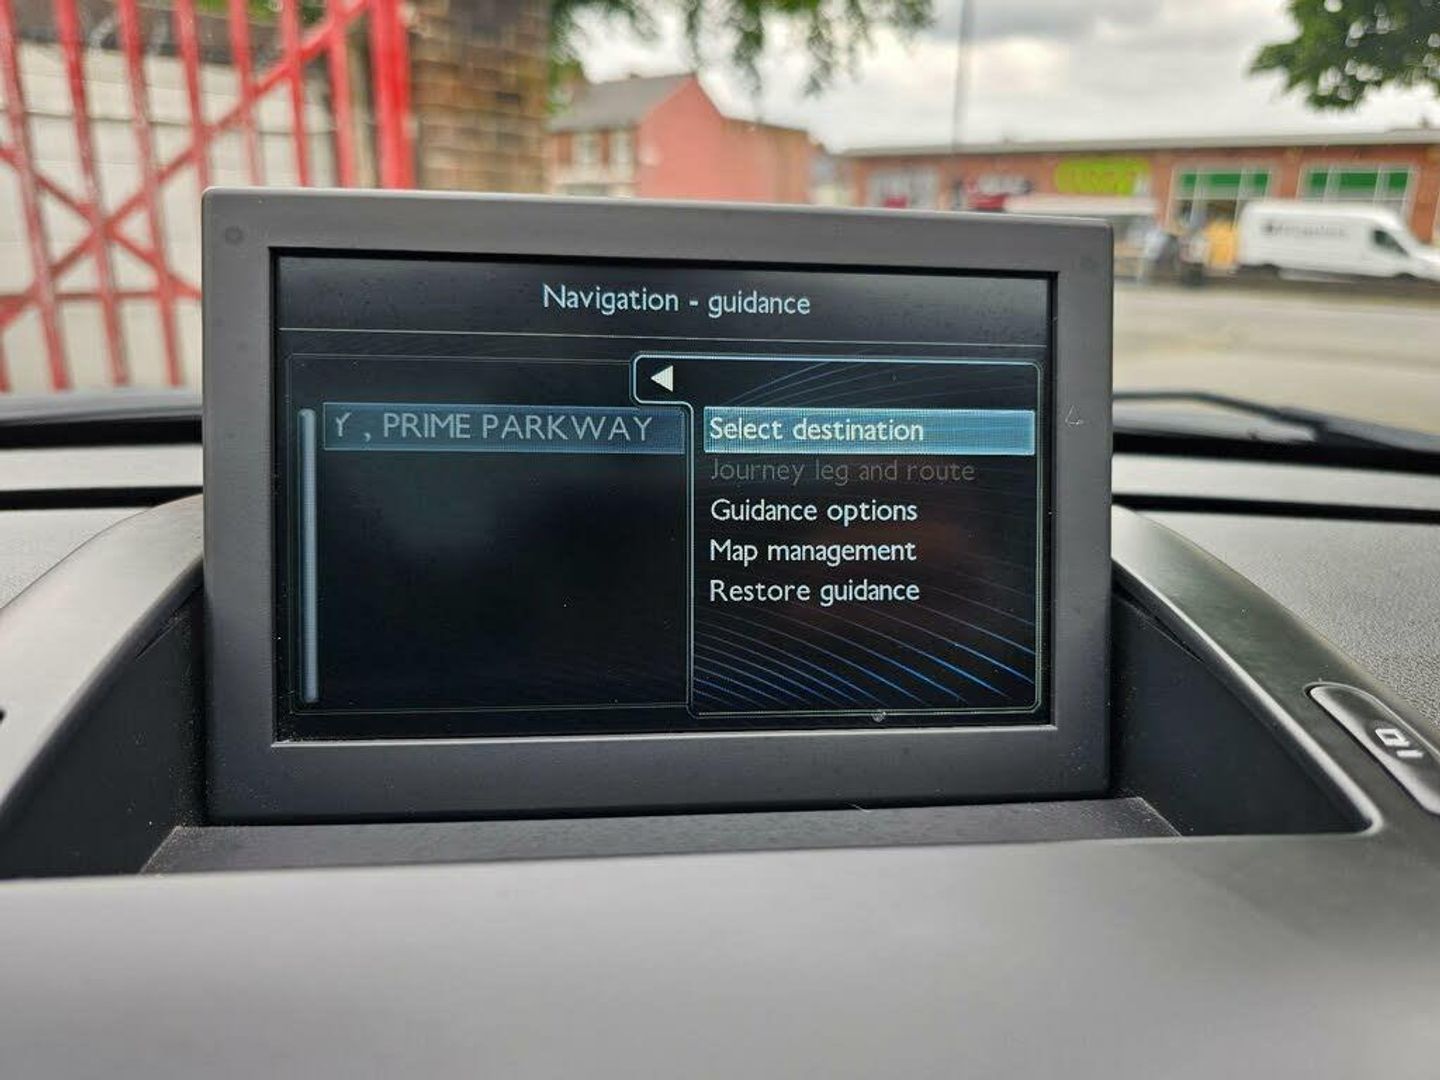 Navigation - guidance
Y , PRIME PARKWAY
Select destination
Journey leg and route
Guidance options
Map management
Restore guidance